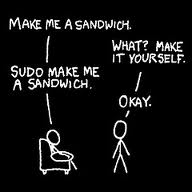 MAKE ME A SANDWICH.
WHAT? MAKE
IT YOURSELF.
SUDO MAKE ME
A SANDWICH.
OKAY.